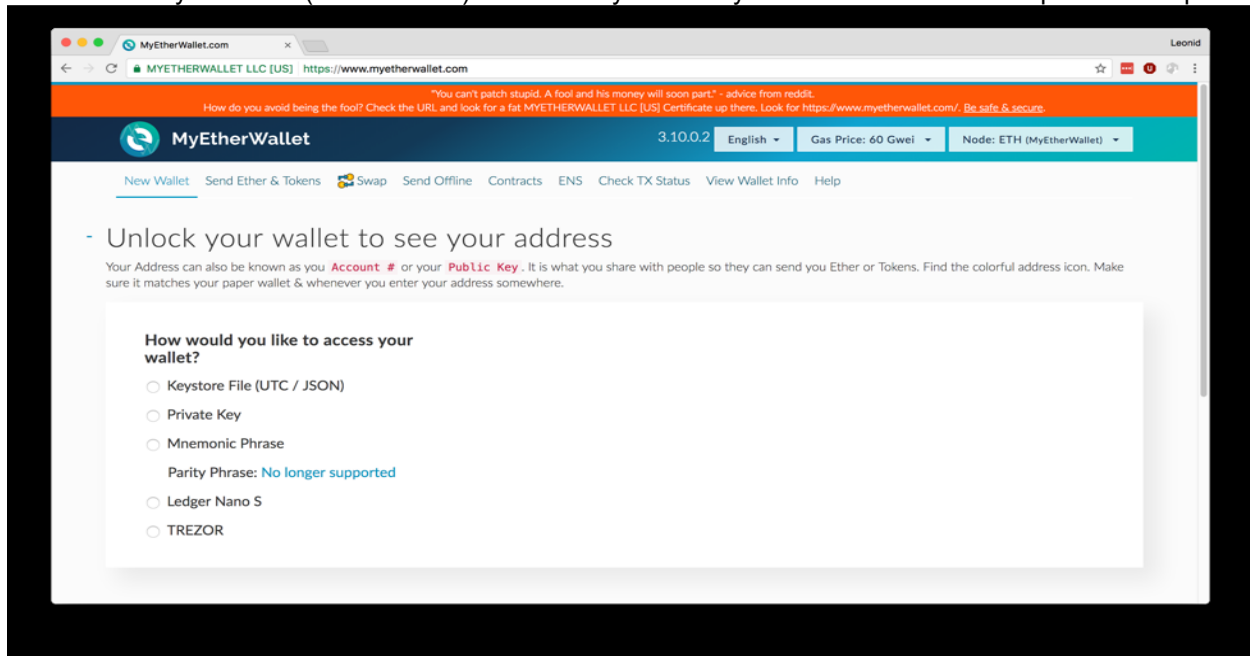 MyEtherWallet.com
Leonid
MYETHERWALLET LLC [US] https://www.myetherwallet.com
"You can't patch stupid. A fool and his money will soon part." - advice from reddit.
How do you avoid being the fool? Check the URL and look for a fat MYETHERWALLET LLC [US] Certificate up there. Look for https://www.myetherwallet.com/. Be safe & secure.
MyEtherWallet 3.10.0.2 English Gas Price: 60 Gwei Node: ETH (MyEtherWallet)
New Wallet Send Ether & Tokens Swap Send Offline Contracts ENS Check TX Status View Wallet Info Help
- Unlock your wallet to see your address
Your Address can also be known as you Account # or your Public Key. It is what you share with people so they can send you Ether or Tokens. Find the colorful address icon. Make
sure it matches your paper wallet & whenever you enter your address somewhere.
How would you like to access your
wallet?
Keystore File (UTC / JSON)
Private Key
Mnemonic Phrase
Parity Phrase: No longer supported
Ledger Nano S
TREZOR